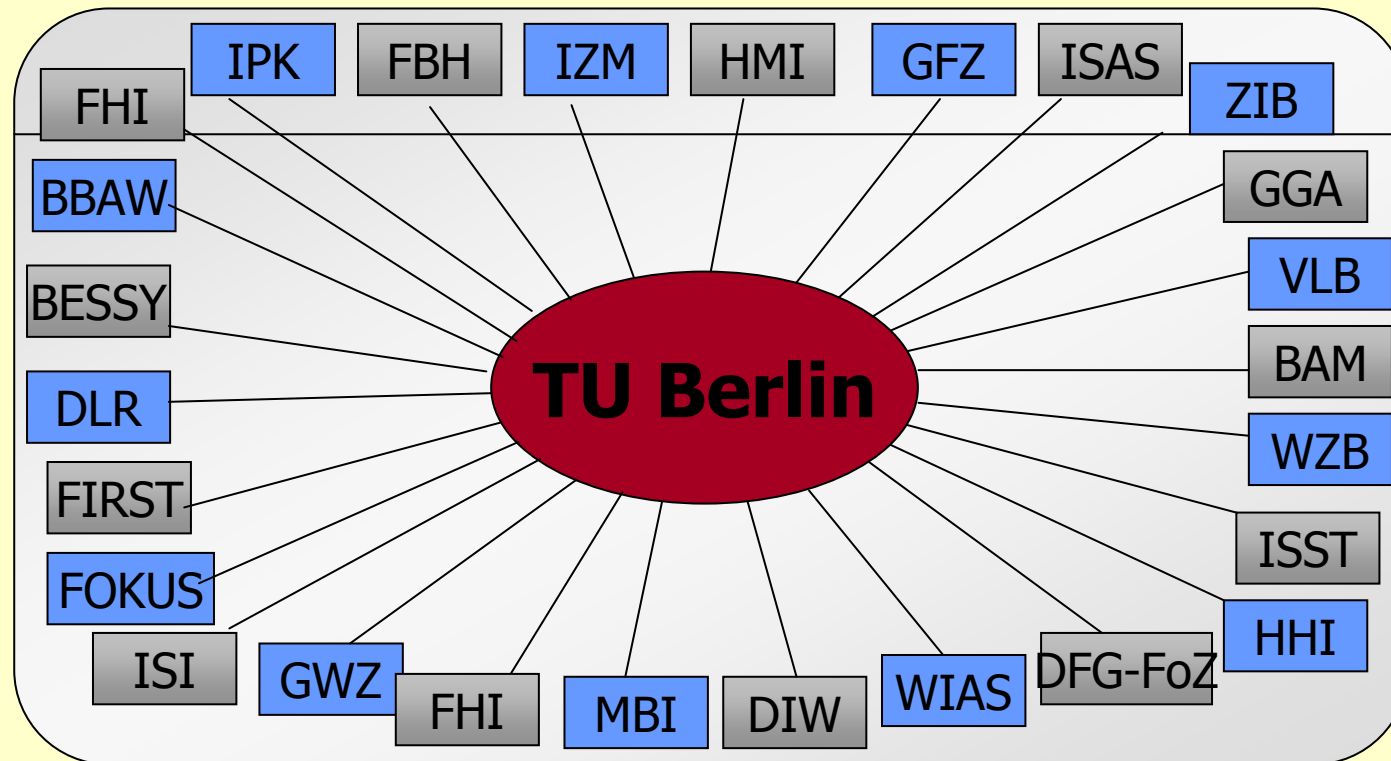 IPK
FBH
IZM
HMI
GFZ
ISAS
ZIB
FHI
BBAW
GGA
BESSY
VLB
TU Berlin
BAM
DLR
WZB
FIRST
ISST
FOKUS
HHI
ISI
GWZ
FHI
MBI
DIW
WIAS
DFG-FoZ